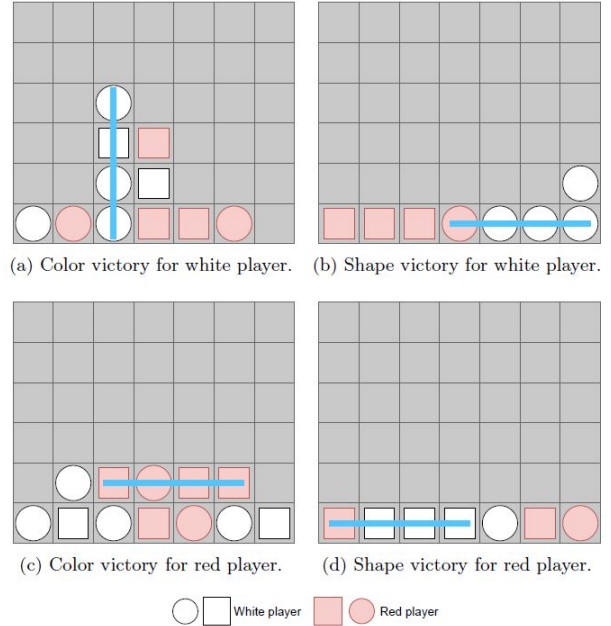 (a) Color victory for white player.
(b) Shape victory for white player.
(c) Color victory for red player.
(d) Shape victory for red player.
White player
Red player